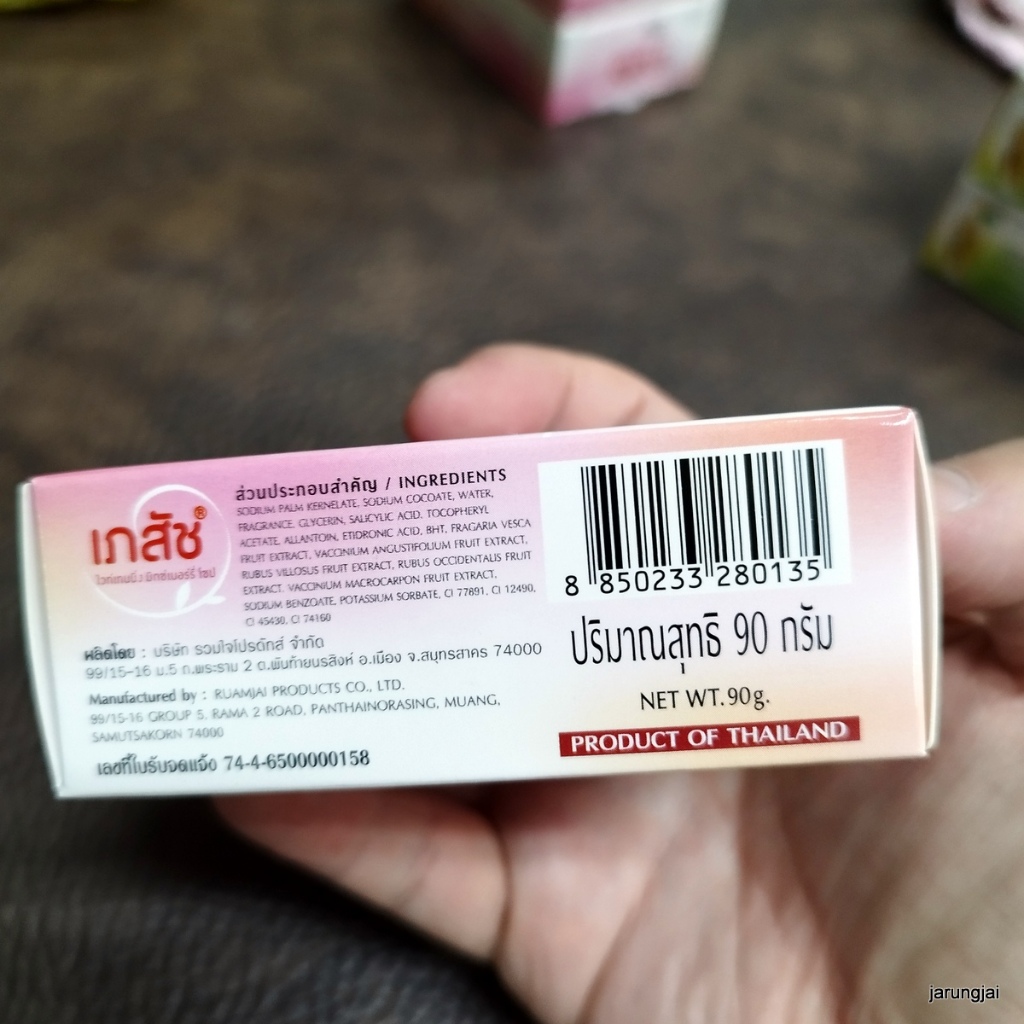 เภสัช®
ไวท์เทนนิ่ง มิกซ์เบอร์รี่ โซป
ส่วนประกอบสำคัญ / INGREDIENTS
SODIUM PALM KERNELATE, SODIUM COCOATE, WATER,
FRAGRANCE, GLYCERIN, SALICYLIC ACID, TOCOPHERYL
ACETATE, ALLANTOIN, ETIDRONIC ACID, BHT, FRAGARIA VESCA
FRUIT EXTRACT, VACCINIUM ANGUSTIFOLIUM FRUIT EXTRACT,
RUBUS VILLOSUS FRUIT EXTRACT, RUBUS OCCIDENTALIS FRUIT
EXTRACT, VACCINIUM MACROCARPON FRUIT EXTRACT,
SODIUM BENZOATE, POTASSIUM SORBATE, CI 77891, CI 12490,
CI 45430, CI 74160
ผลิตโดย : บริษัท รวมใจโปรดักส์ จำกัด
99/15-16 ม.5 ถ.พระราม 2 ต.พันท้ายนรสิงห์ อ.เมือง จ.สมุทรสาคร 74000
Manufactured by : RUAMJAI PRODUCTS CO., LTD.
99/15-16 GROUP 5, RAMA 2 ROAD, PANTHAINORASING, MUANG,
SAMUTSAKORN 74000
เลขที่ใบรับจดแจ้ง 74-4-6500000158
8 850233 280135
ปริมาณสุทธิ 90 กรัม
NET WT. 90g.
PRODUCT OF THAILAND
jarungjai